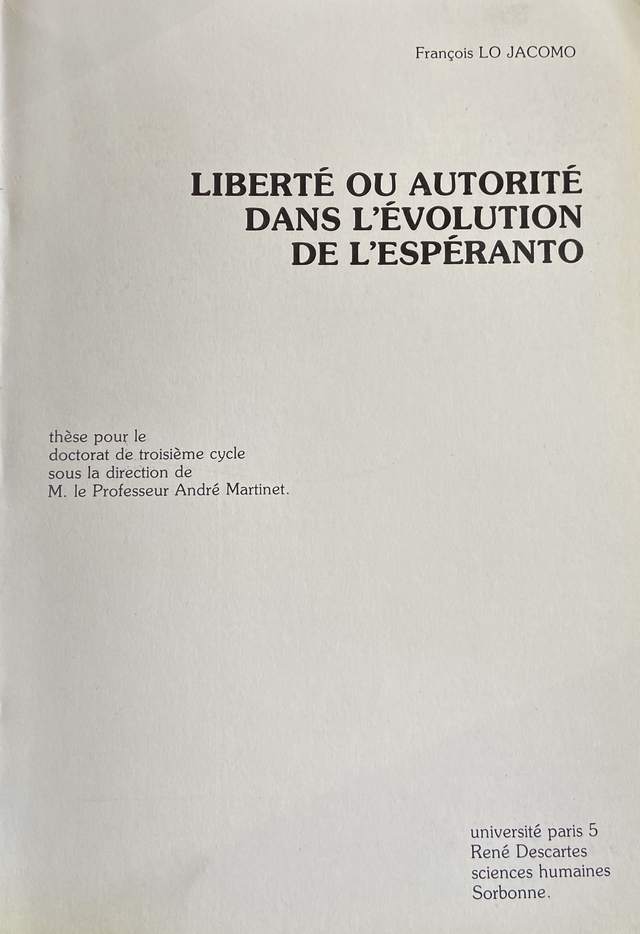 François LO JACOMO
LIBERTÉ OU AUTORITÉ
DANS L'ÉVOLUTION
DE L'ESPÉRANTO
thèse pour le
doctorat de troisième cycle
sous la direction de
M. le Professeur André Martinet.
université paris 5
René Descartes
sciences humaines
Sorbonne.